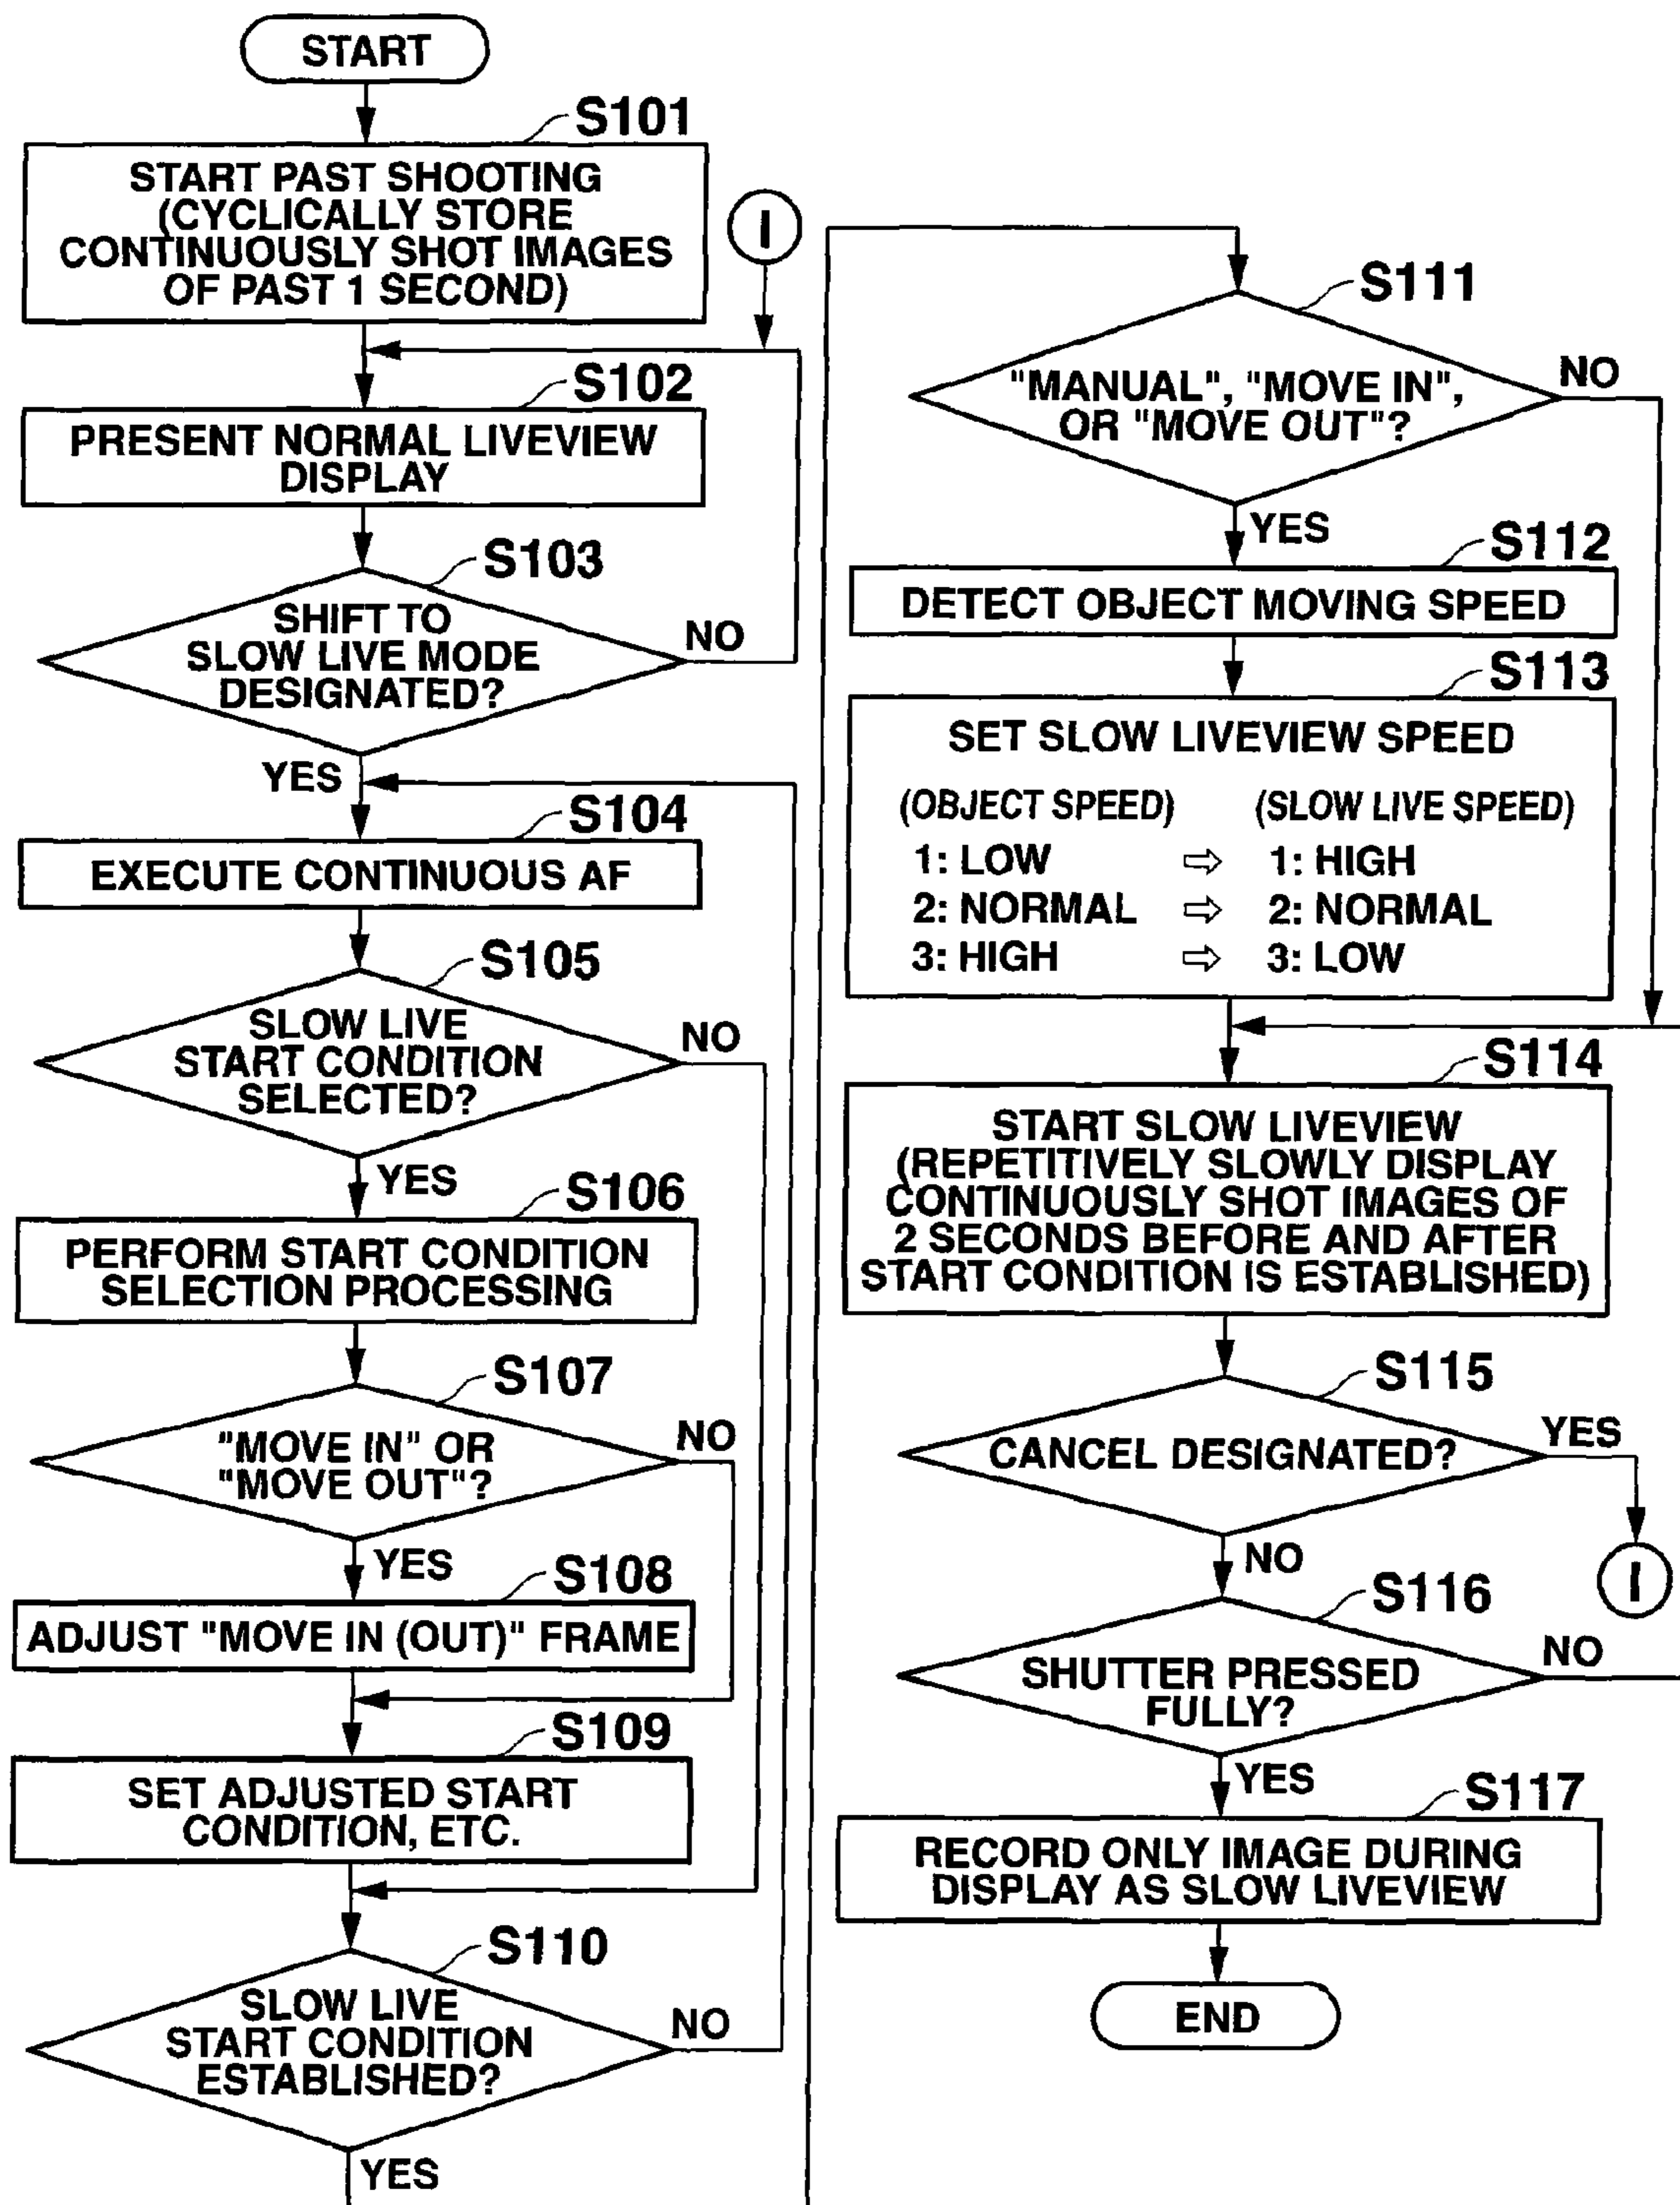 START
S101
START PAST SHOOTING
(CYCLICALLY STORE
CONTINUOUSLY SHOT IMAGES
OF PAST 1 SECOND)
I
S102
PRESENT NORMAL LIVEVIEW
DISPLAY
S103
SHIFT TO
SLOW LIVE MODE
DESIGNATED?
NO
YES
S104
EXECUTE CONTINUOUS AF
S105
SLOW LIVE
START CONDITION
SELECTED?
NO
YES
S106
PERFORM START CONDITION
SELECTION PROCESSING
S107
"MOVE IN" OR
"MOVE OUT"?
NO
YES
S108
ADJUST "MOVE IN (OUT)" FRAME
S109
SET ADJUSTED START
CONDITION, ETC.
S110
SLOW LIVE
START CONDITION
ESTABLISHED?
NO
YES
S111
"MANUAL", "MOVE IN",
OR "MOVE OUT"?
NO
YES
S112
DETECT OBJECT MOVING SPEED
S113
SET SLOW LIVEVIEW SPEED
(OBJECT SPEED) (SLOW LIVE SPEED)
1: LOW ⇨ 1: HIGH
2: NORMAL ⇨ 2: NORMAL
3: HIGH ⇨ 3: LOW
S114
START SLOW LIVEVIEW
(REPETITIVELY SLOWLY DISPLAY
CONTINUOUSLY SHOT IMAGES OF
2 SECONDS BEFORE AND AFTER
START CONDITION IS ESTABLISHED)
S115
CANCEL DESIGNATED?
YES
I
NO
S116
SHUTTER PRESSED
FULLY?
NO
YES
S117
RECORD ONLY IMAGE DURING
DISPLAY AS SLOW LIVEVIEW
END